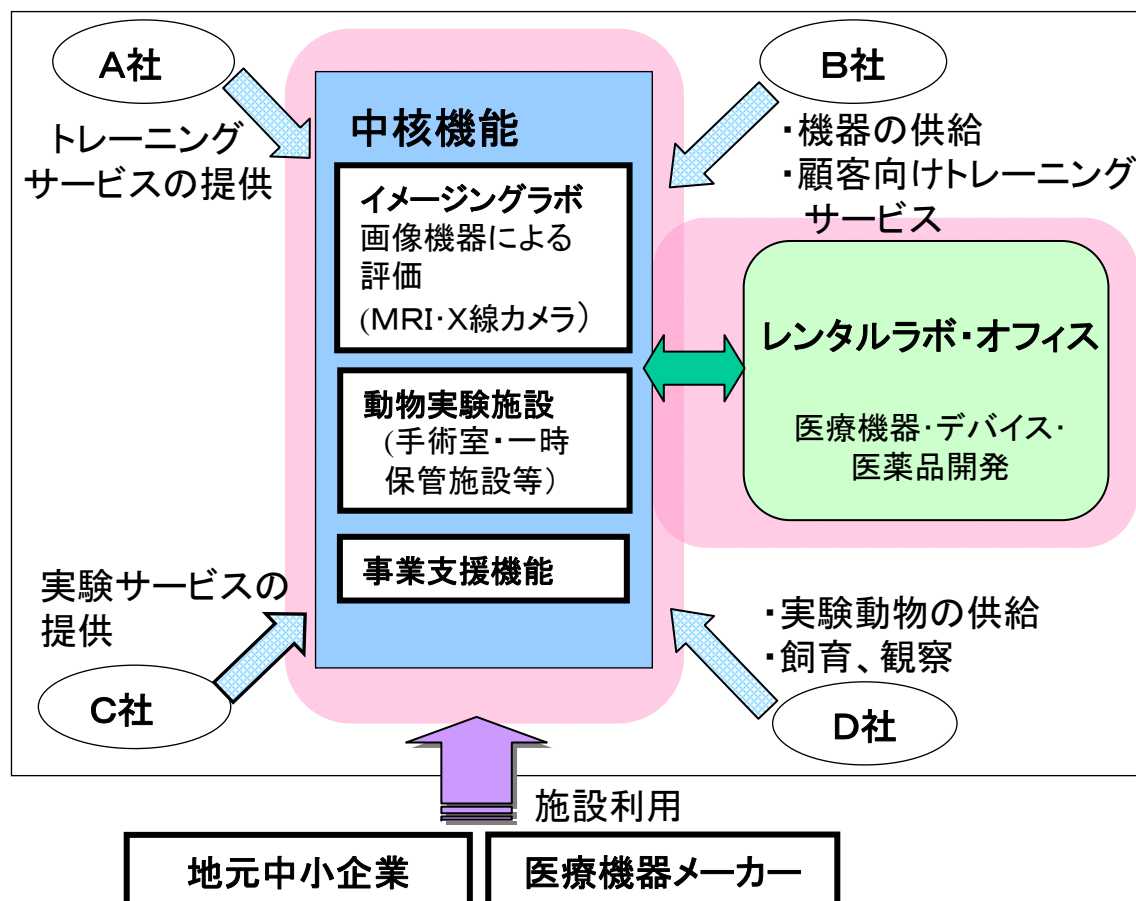 A社
トレーニング
サービスの提供
B社
・機器の供給
・顧客向けトレーニング
サービス
中核機能
イメージングラボ
画像機器による
評価
(MRI・X線カメラ)
動物実験施設
(手術室・一時
保管施設等)
事業支援機能
レンタルラボ・オフィス
医療機器・デバイス・
医薬品開発
実験サービスの
提供
C社
・実験動物の供給
・飼育、観察
D社
施設利用
地元中小企業
医療機器メーカー